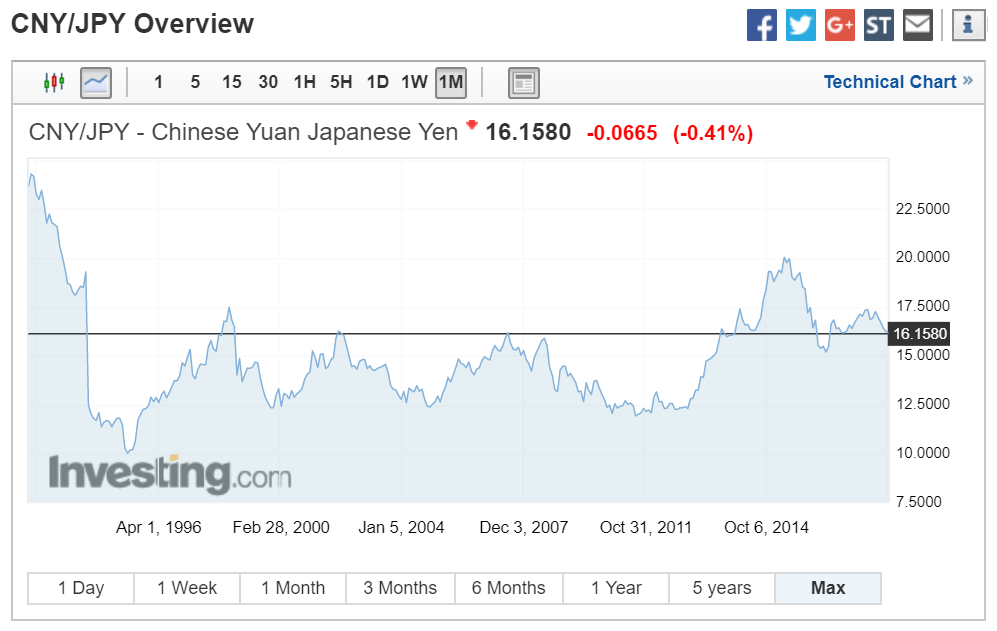 CNY/JPY Overview
f G+ ST i
1 5 15 30 1H 5H 1D 1W 1M Technical Chart »
CNY/JPY - Chinese Yuan Japanese Yen 16.1580 -0.0665 (-0.41%)
22.5000
20.0000
17.5000
16.1580
15.0000
12.5000
10.0000
Investing.com
7.5000
Apr 1, 1996 Feb 28, 2000 Jan 5, 2004 Dec 3, 2007 Oct 31, 2011 Oct 6, 2014
1 Day 1 Week 1 Month 3 Months 6 Months 1 Year 5 years Max